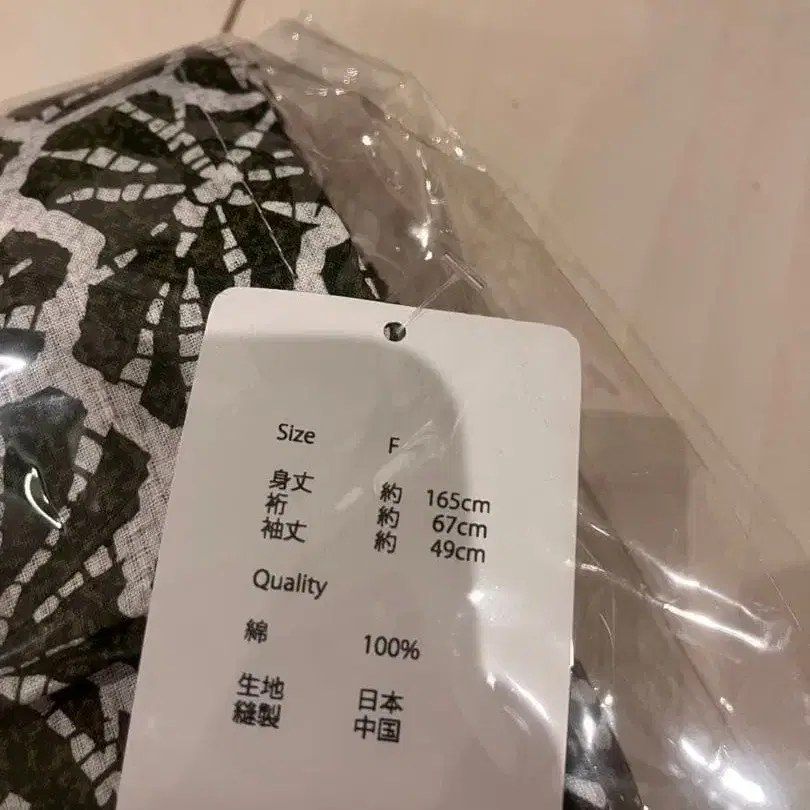 Size F
身丈 約 165cm
裄 約 67cm
袖丈 約 49cm
Quality
綿 100%
生地 日本
縫製 中国